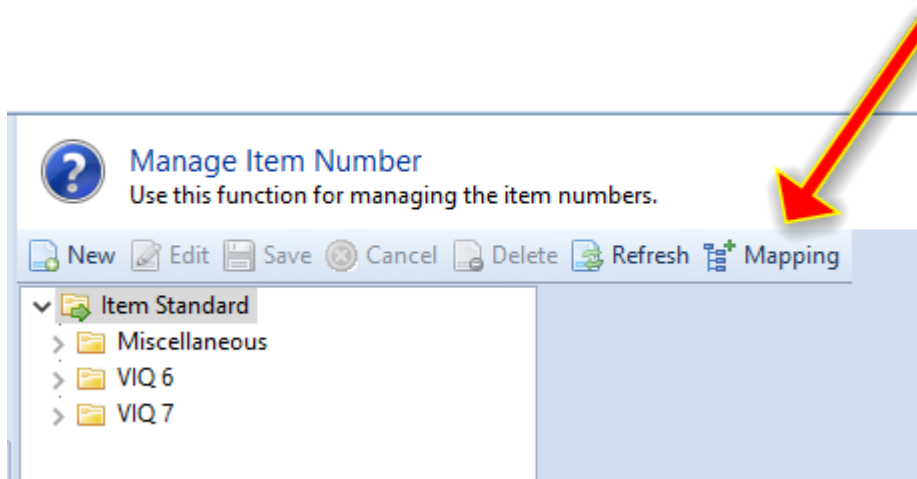 ?
Manage Item Number
Use this function for managing the item numbers.
New Edit Save Cancel Delete Refresh Mapping
Item Standard
Miscellaneous
VIQ 6
VIQ 7